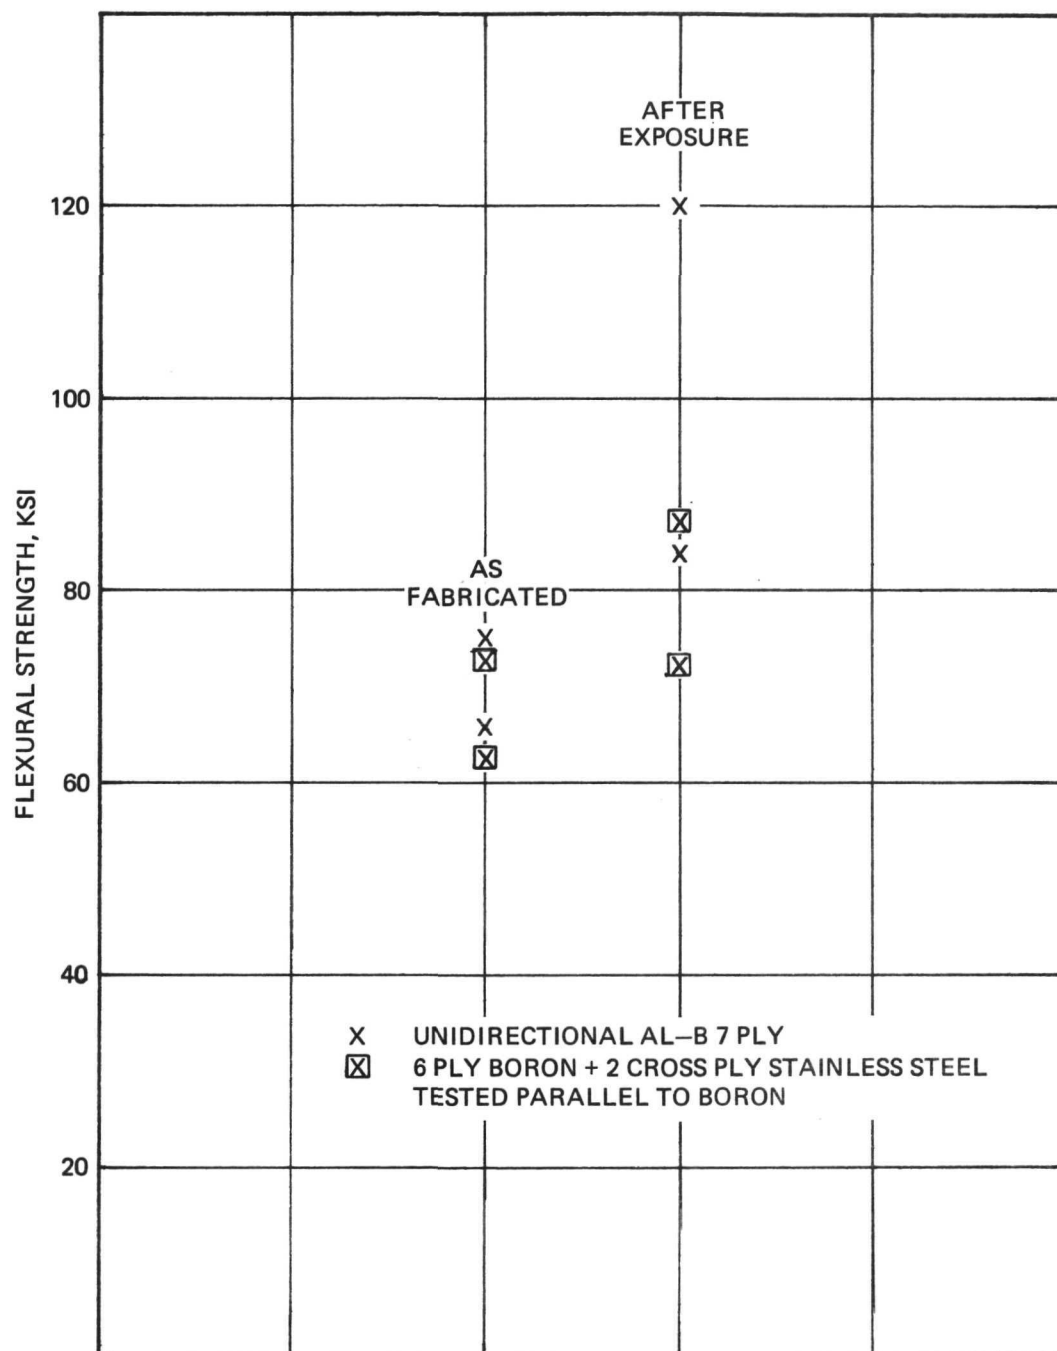 AFTER
EXPOSURE
120
100
FLEXURAL STRENGTH, KSI
AS
FABRICATED
80
60
40
X UNIDIRECTIONAL AL–B 7 PLY
6 PLY BORON + 2 CROSS PLY STAINLESS STEEL
TESTED PARALLEL TO BORON
20